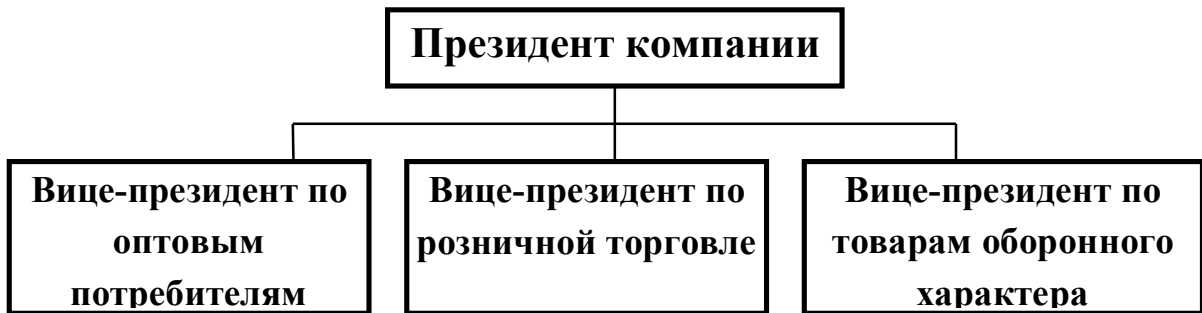 Президент компании
Вице-президент по
оптовым
потребителям
Вице-президент по
розничной торговле
Вице-президент по
товарам оборонного
характера